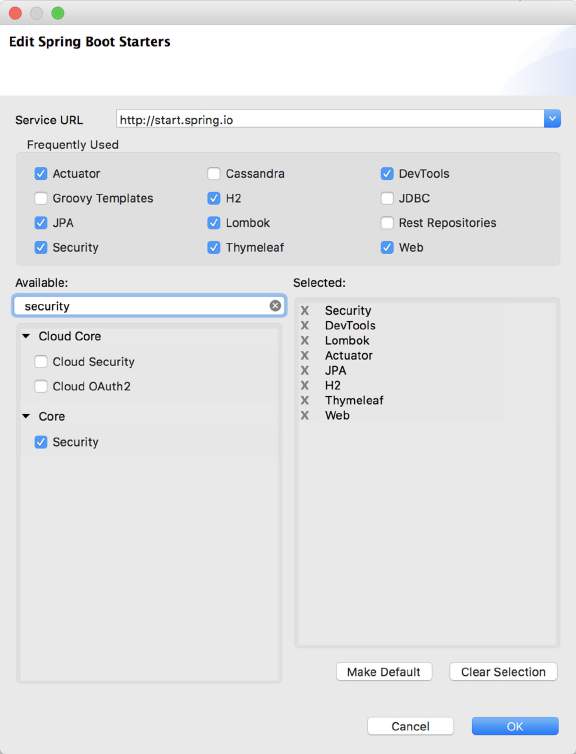 Edit Spring Boot Starters
Service URL http://start.spring.io
Frequently Used
Actuator Cassandra DevTools
Groovy Templates H2 JDBC
JPA Lombok Rest Repositories
Security Thymeleaf Web
Available:
security
Cloud Core
Cloud Security
Cloud OAuth2
Core
Security
Selected:
X Security
X DevTools
X Lombok
X Actuator
X JPA
X H2
X Thymeleaf
X Web
Make Default Clear Selection
Cancel OK